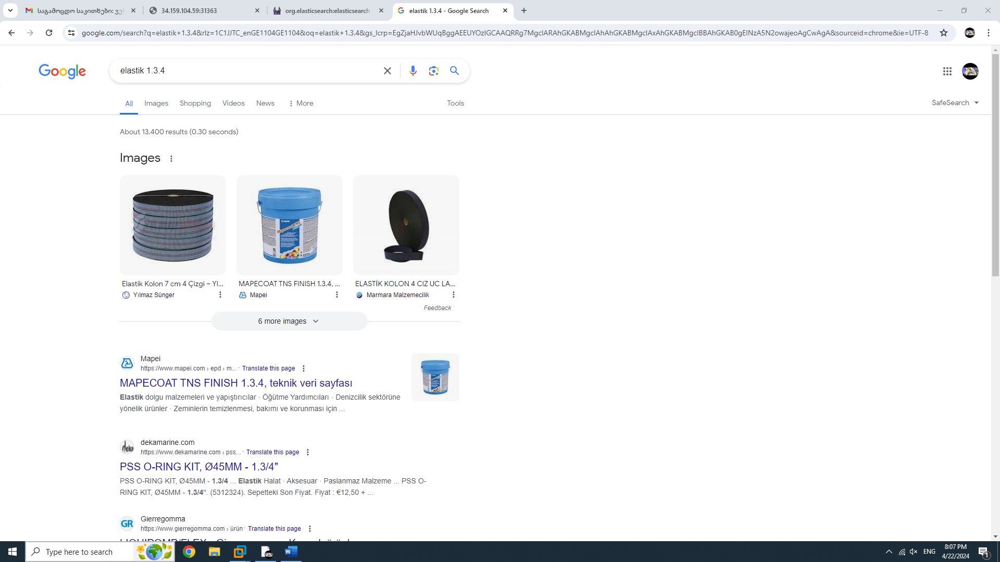 საგამოცდო საკითხები: ვებ
34.159.104.59:31363
org.elasticsearch:elasticsearch
elastik 1.3.4 - Google Search
google.com/search?q=elastik+1.3.4&rlz=1C1JJTC_enGE1104GE1104&oq=elastik+1.3.4&gs_lcrp=EgZjaHJvbWUqBggAEEUYOzIGCAAQRRg7MgcIARAhGKABMgcIAhAhGKABMgcIAxAhGKABMgcIBBAhGKAB0gEINzA5N2owajeoAgCwAgA&sourceid=chrome&ie=UTF-8
Google
elastik 1.3.4
All
Images
Shopping
Videos
News
More
Tools
SafeSearch
About 13,400 results (0.30 seconds)
Images
Elastik Kolon 7 cm 4 Çizgi – Yl...
Yılmaz Sünger
MAPECOAT TNS FINISH 1.3.4, ...
Mapei
ELASTİK KOLON 4 CIZ UC LA...
Marmara Malzemecilik
Feedback
6 more images
Mapei
https://www.mapei.com › epd › m... · Translate this page
MAPECOAT TNS FINISH 1.3.4, teknik veri sayfası
Elastik dolgu malzemeleri ve yapıştırıcılar · Öğütme Yardımcıları · Denizcilik sektörüne
yönelik ürünler · Zeminlerin temizlenmesi, bakımı ve korunması için ...
dekamarine.com
https://www.dekamarine.com › pss... · Translate this page
PSS O-RING KIT, Ø45MM - 1.3/4"
PSS O-RING KIT, Ø45MM - 1.3/4 ... Elastik Halat · Aksesuar · Paslanmaz Malzeme ... PSS O-
RING KIT, Ø45MM - 1.3/4". (5312324). Sepetteki Son Fiyat. Fiyat : €12,50 + ...
GR
Gierregomma
https://www.gierregomma.com › ürün · Translate this page
Type here to search
ENG
8:07 PM
4/22/2024
1